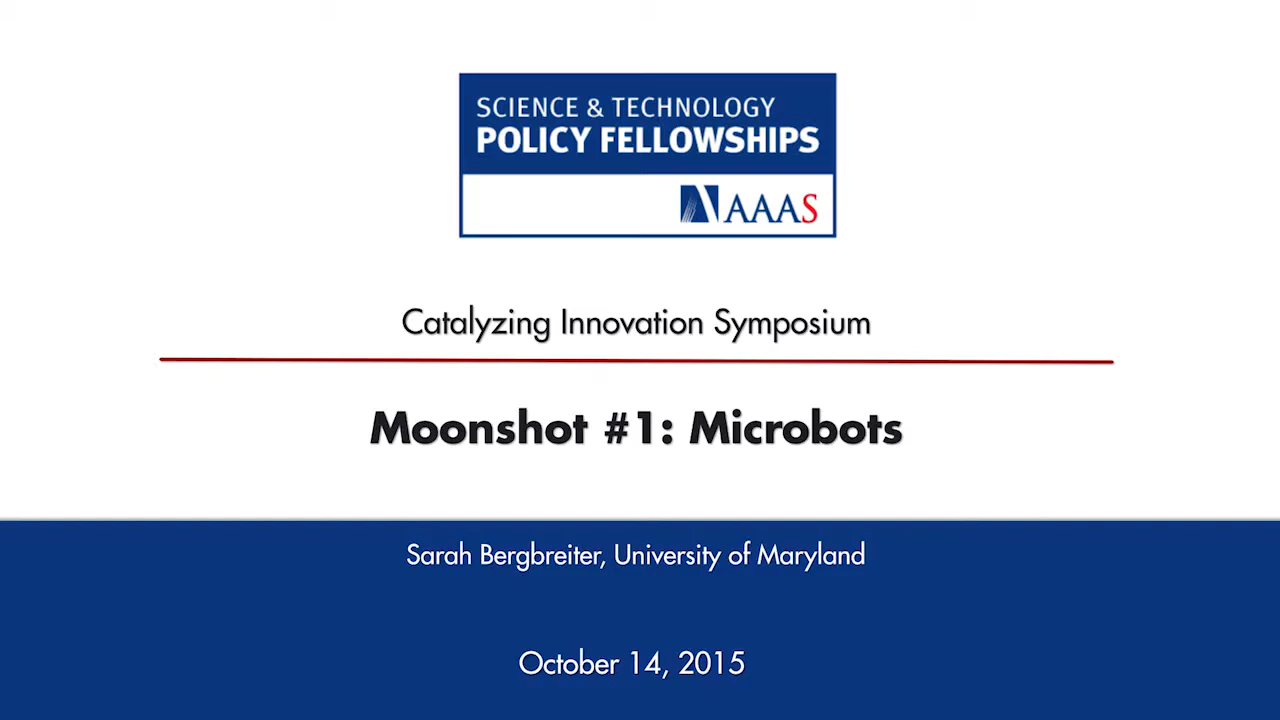 SCIENCE & TECHNOLOGY
POLICY FELLOWSHIPS
AAAS
Catalyzing Innovation Symposium
Moonshot #1: Microbots
Sarah Bergbreiter, University of Maryland
October 14, 2015